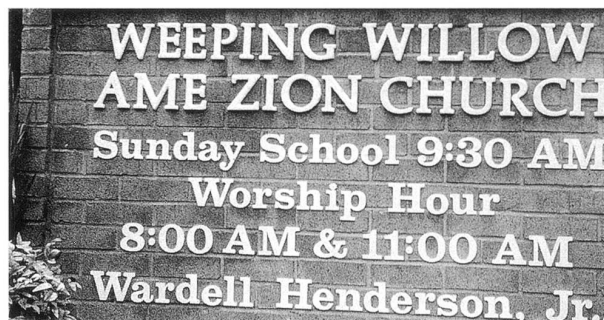 WEEPING WILLOW
AME ZION CHURCH
Sunday School 9:30 AM
Worship Hour
8:00 AM & 11:00 AM
Wardell Henderson, Jr.